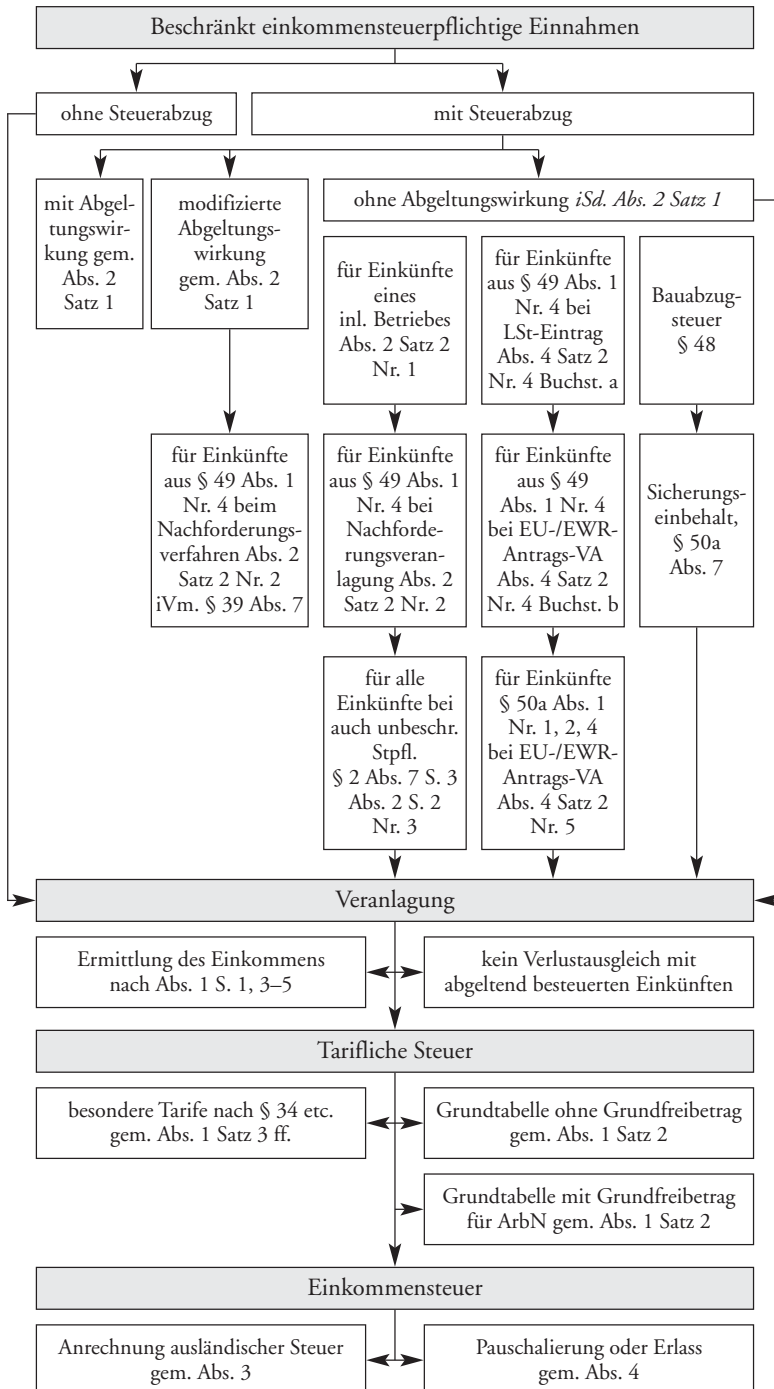 Beschränkt einkommensteuerpflichtige Einnahmen
ohne Steuerabzug
mit Steuerabzug
mit Abgel-
tungswir-
kung gem.
Abs. 2
Satz 1
modifizierte
Abgeltungs-
wirkung
gem. Abs. 2
Satz 1
ohne Abgeltungswirkung iSd. Abs. 2 Satz 1
für Einkünfte
eines
inl. Betriebes
Abs. 2 Satz 2
Nr. 1
für Einkünfte
aus § 49 Abs. 1
Nr. 4 bei
LSt-Eintrag
Abs. 4 Satz 2
Nr. 4 Buchst. a
Bauabzug-
steuer
§ 48
für Einkünfte
aus § 49 Abs. 1
Nr. 4 beim
Nachforderungs-
verfahren Abs. 2
Satz 2 Nr. 2
iVm. § 39 Abs. 7
für Einkünfte
aus § 49 Abs. 1
Nr. 4 bei
Nachforde-
rungsveran-
lagung Abs. 2
Satz 2 Nr. 2
für Einkünfte
aus § 49
Abs. 1 Nr. 4
bei EU-/EWR-
Antrags-VA
Abs. 4 Satz 2
Nr. 4 Buchst. b
Sicherungs-
einbehalt,
§ 50a
Abs. 7
für alle
Einkünfte bei
auch unbeschr.
Stpfl.
§ 2 Abs. 7 S. 3
Abs. 2 S. 2
Nr. 3
für Einkünfte
§ 50a Abs. 1
Nr. 1, 2, 4
bei EU-/EWR-
Antrags-VA
Abs. 4 Satz 2
Nr. 5
Veranlagung
Ermittlung des Einkommens
nach Abs. 1 S. 1, 3–5
kein Verlustausgleich mit
abgeltend besteuerten Einkünften
Tarifliche Steuer
besondere Tarife nach § 34 etc.
gem. Abs. 1 Satz 3 ff.
Grundtabelle ohne Grundfreibetrag
gem. Abs. 1 Satz 2
Grundtabelle mit Grundfreibetrag
für ArbN gem. Abs. 1 Satz 2
Einkommensteuer
Anrechnung ausländischer Steuer
gem. Abs. 3
Pauschalierung oder Erlass
gem. Abs. 4